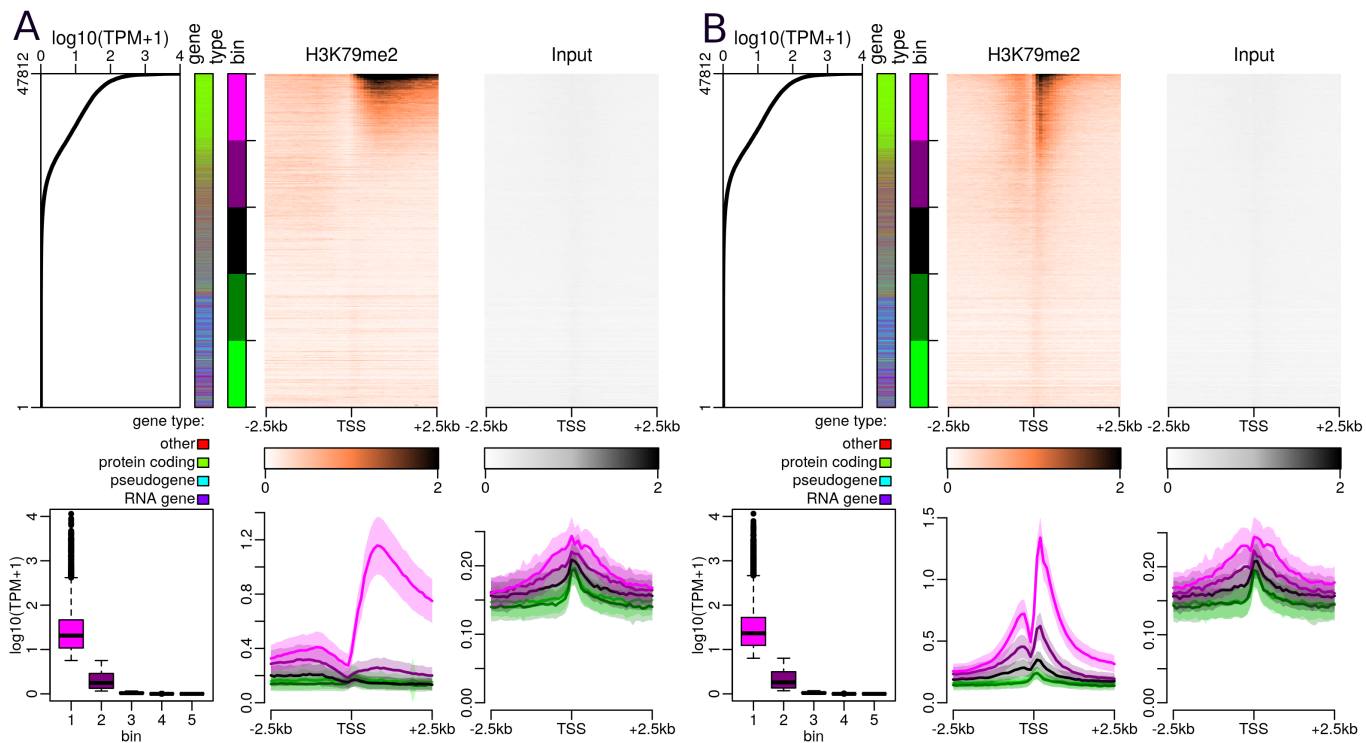 A
log10(TPM+1)
0 1 2 3 4
gene type
bin
H3K79me2
Input
47812
1
-2.5kb TSS +2.5kb
-2.5kb TSS +2.5kb
gene type:
other
protein coding
pseudogene
RNA gene
0 2
0 2
log10(TPM+1)
0 1 2 3 4
1 2 3 4 5
bin
0.0 0.4 0.8 1.2
-2.5kb TSS +2.5kb
0.00 0.10 0.20
-2.5kb TSS +2.5kb
B
log10(TPM+1)
0 1 2 3 4
gene type
bin
H3K79me2
Input
47812
1
-2.5kb TSS +2.5kb
-2.5kb TSS +2.5kb
gene type:
other
protein coding
pseudogene
RNA gene
0 2
0 2
log10(TPM+1)
0 1 2 3 4
1 2 3 4 5
bin
0.0 0.5 1.0 1.5
-2.5kb TSS +2.5kb
0.00 0.10 0.20
-2.5kb TSS +2.5kb